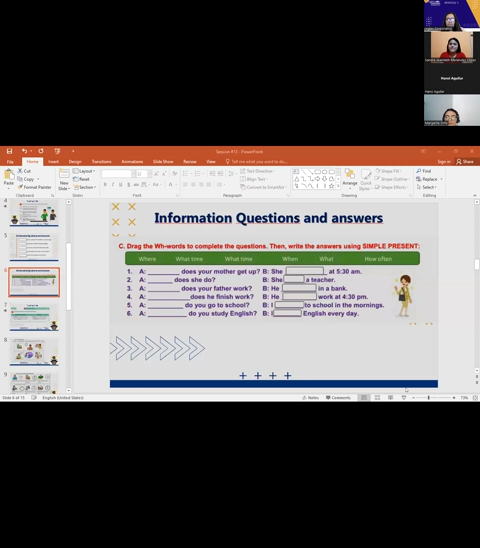 Hansi Aguilar
Session #12 - PowerPoint
File Home Insert Design Transitions Animations Slide Show Review View Tell me what you want to do... Sign in Share
Paste
Cut
Copy
Format Painter
Clipboard
New Slide
Layout
Reset
Section
Slides
Font
Paragraph
Text Direction
Align Text
Convert to SmartArt
Arrange
Quick Styles
Shape Fill
Shape Outline
Shape Effects
Drawing
Find
Replace
Select
Editing
4
5
6
7
8
9
Information Questions and answers
C. Drag the Wh-words to complete the questions. Then, write the answers using SIMPLE PRESENT:
Where What time What time When What How often
1. A: ________ does your mother get up? B: She at 5:30 am.
2. A: ________ does she do? B: She a teacher.
3. A: ________ does your father work? B: He in a bank.
4. A: ________ does he finish work? B: He work at 4:30 pm.
5. A: ________ do you go to school? B: I to school in the mornings.
6. A: ________ do you study English? B: I English every day.
Slide 6 of 15 English (United States) Notes Comments 73%